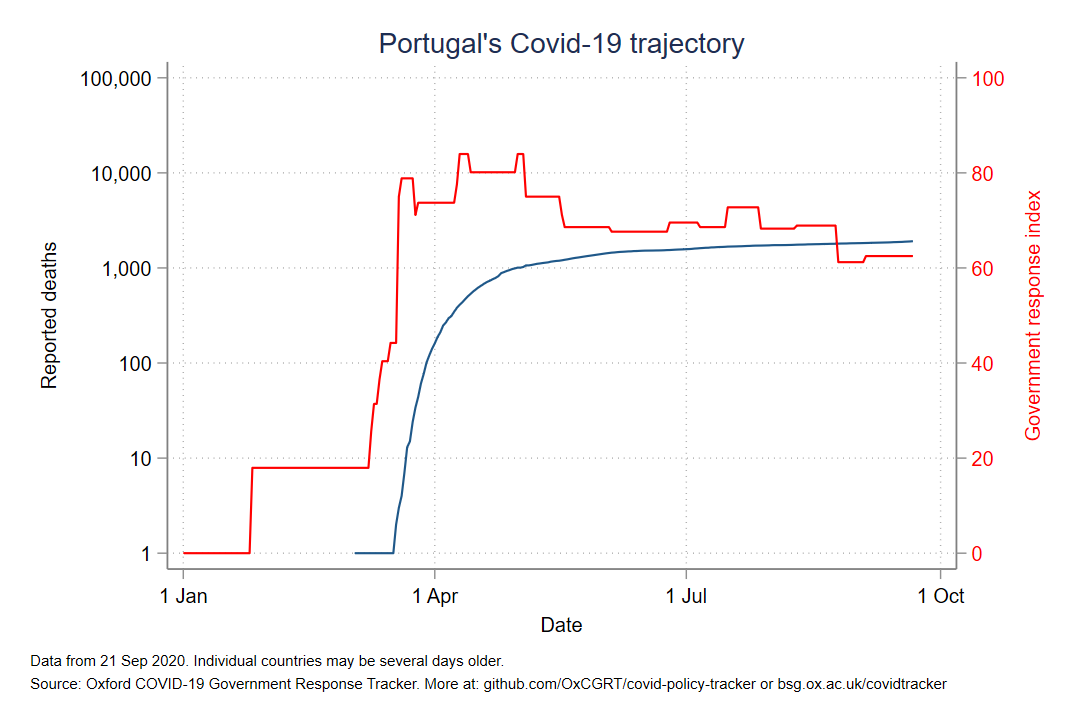 Portugal's Covid-19 trajectory
100,000
10,000
1,000
100
10
1
Reported deaths
100
80
60
40
20
0
Government response index
1 Jan
1 Apr
1 Jul
1 Oct
Date
Data from 21 Sep 2020. Individual countries may be several days older.
Source: Oxford COVID-19 Government Response Tracker. More at: github.com/OxCGRT/covid-policy-tracker or bsg.ox.ac.uk/covidtracker